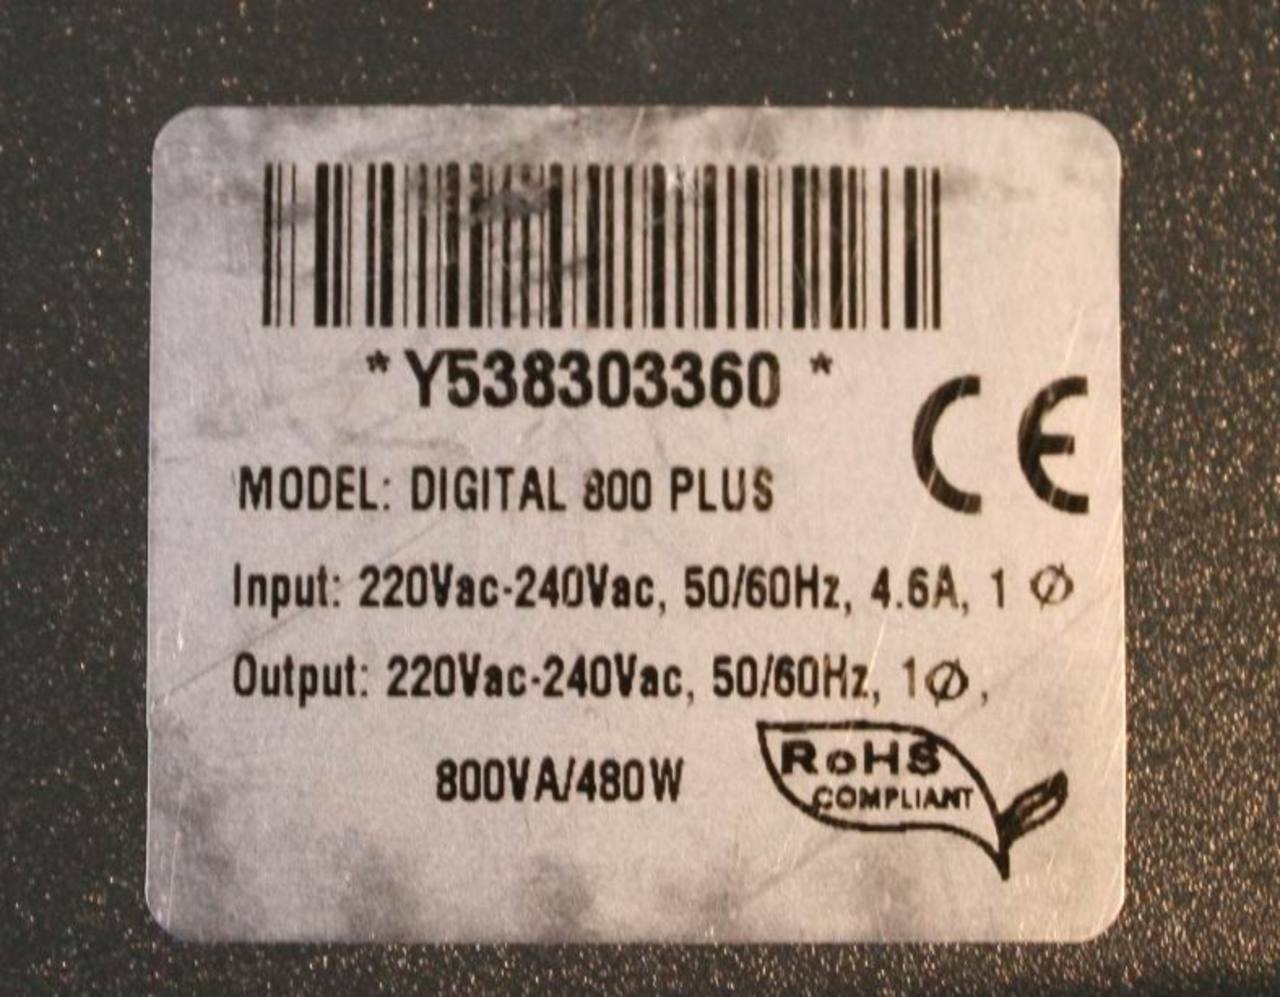 * Y538303360 *
CE
MODEL: DIGITAL 800 PLUS
Input: 220Vac-240Vac, 50/60Hz, 4.6A, 1 Ø
Output: 220Vac-240Vac, 50/60Hz, 1Ø,
800VA/480W
RoHS
COMPLIANT